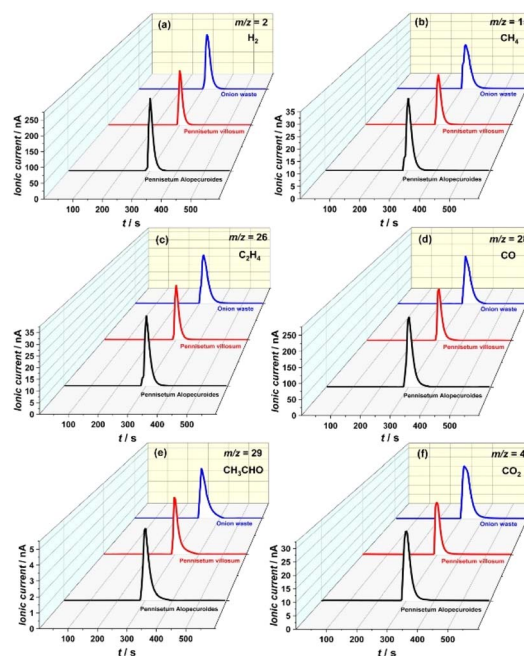 (a)
m/z = 2
H2
Onion waste
Pennisetum villosum
Pennisetum Alopecuroides
Ionic current / nA
250
200
150
100
50
0
100 200 300 400 500
t / s
(b)
m/z = 1
CH4
Onion waste
Pennisetum villosum
Pennisetum Alopecuroides
Ionic current / nA
35
30
25
20
15
10
5
0
100 200 300 400 500
t / s
(c)
m/z = 26
C2H4
Onion waste
Pennisetum villosum
Pennisetum Alopecuroides
Ionic current / nA
35
30
25
20
15
10
5
0
100 200 300 400 500
t / s
(d)
m/z = 28
CO
Onion waste
Pennisetum villosum
Pennisetum Alopecuroides
Ionic current / nA
250
200
150
100
50
0
100 200 300 400 500
t / s
(e)
m/z = 29
CH3CHO
Onion waste
Pennisetum villosum
Pennisetum Alopecuroides
Ionic current / nA
5
4
3
2
1
0
100 200 300 400 500
t / s
(f)
m/z = 4
CO2
Onion waste
Pennisetum villosum
Pennisetum Alopecuroides
Ionic current / nA
30
25
20
15
10
5
0
100 200 300 400 500
t / s